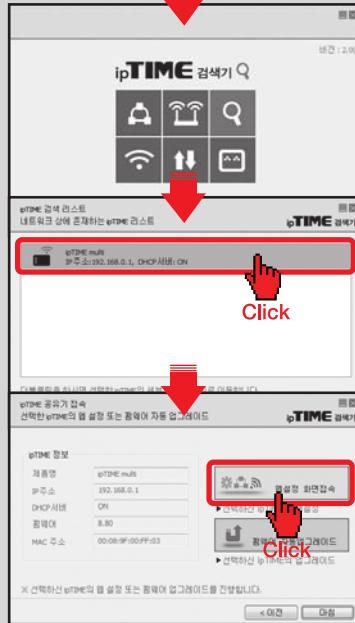 버전 : 2.00
ipTIME 검색기
ipTIME 검색 리스트
네트워크 상에 존재하는 ipTIME 리스트
ipTIME 검색기
ipTIME multi
IP주소:192.168.0.1, DHCP서버: ON
Click
ipTIME 공유기 접속
선택한 ipTIME의 웹 설정 또는 펌웨어 자동 업그레이드
ipTIME 검색기
ipTIME 정보
제품명 ipTIME multi
IP주소 192.168.0.1
DHCP서버 ON
펌웨어 8.80
MAC 주소 00:08:9F:00:FF:03
웹설정 화면접속
▶선택하신
펌웨어 자동업그레이드
Click
▶선택하신 ipTIME의 업그레이드
※ 선택하신 ipTIME의 웹 설정 또는 펌웨어 업그레이드를 진행합니다.
< 이전
마침